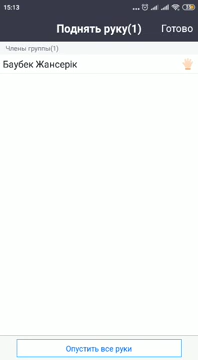 15:13
Поднять руку(1)
Готово
Члены группы(1)
Баубек Жансерік
Опустить все руки